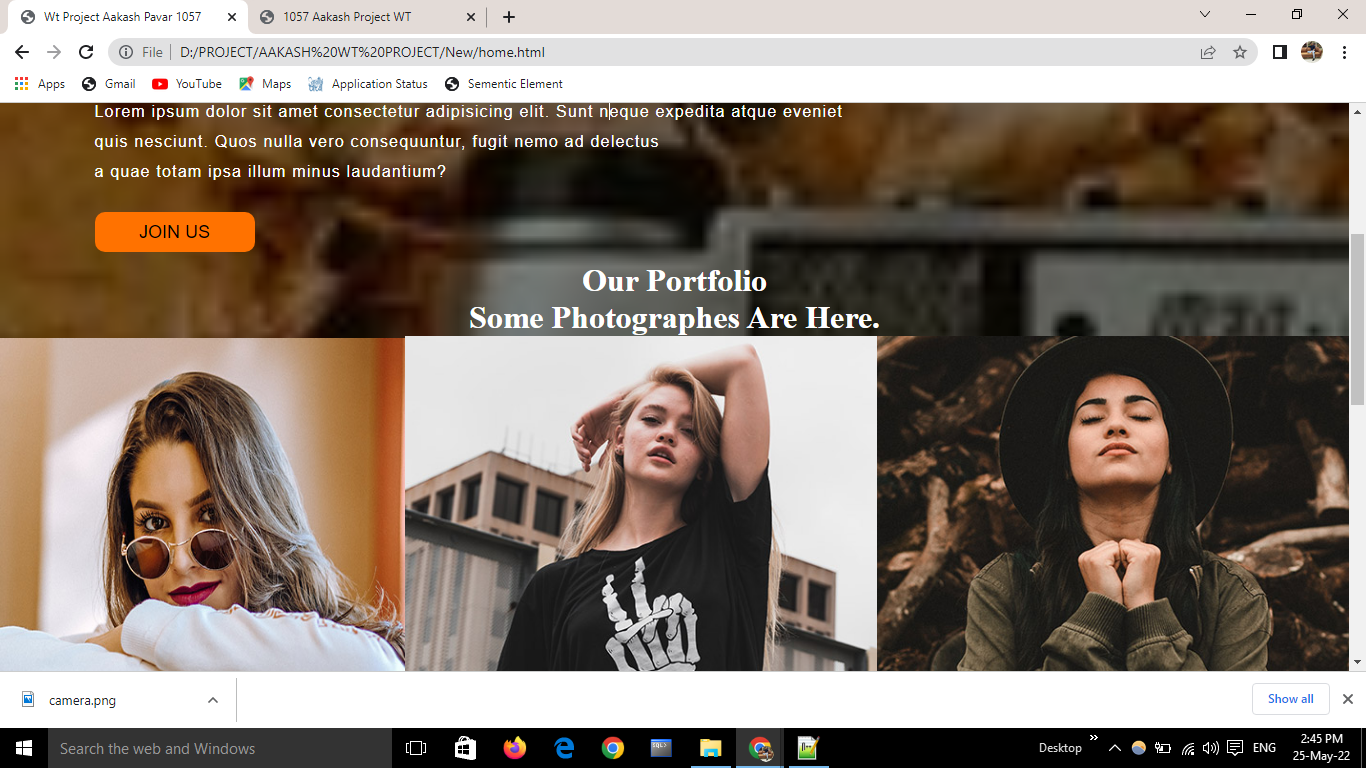 Wt Project Aakash Pavar 1057
1057 Aakash Project WT
File
D:/PROJECT/AAKASH%20WT%20PROJECT/New/home.html
Apps
Gmail
YouTube
Maps
Application Status
Sementic Element
Lorem ipsum dolor sit amet consectetur adipisicing elit. Sunt neque expedita atque eveniet
quis nesciunt. Quos nulla vero consequuntur, fugit nemo ad delectus
a quae totam ipsa illum minus laudantium?
JOIN US
Our Portfolio
Some Photographes Are Here.
camera.png
Show all
Search the web and Windows
Desktop
ENG
2:45 PM
25-May-22